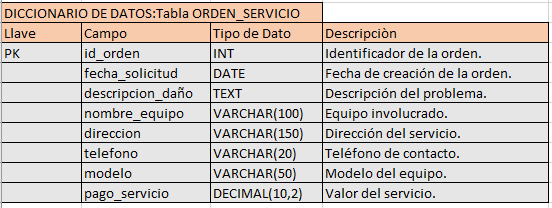 DICCIONARIO DE DATOS:Tabla ORDEN_SERVICIO
Llave Campo Tipo de Dato Descripciòn
PK id_orden INT Identificador de la orden.
fecha_solicitud DATE Fecha de creación de la orden.
descripcion_daño TEXT Descripción del problema.
nombre_equipo VARCHAR(100) Equipo involucrado.
direccion VARCHAR(150) Dirección del servicio.
telefono VARCHAR(20) Teléfono de contacto.
modelo VARCHAR(50) Modelo del equipo.
pago_servicio DECIMAL(10,2) Valor del servicio.